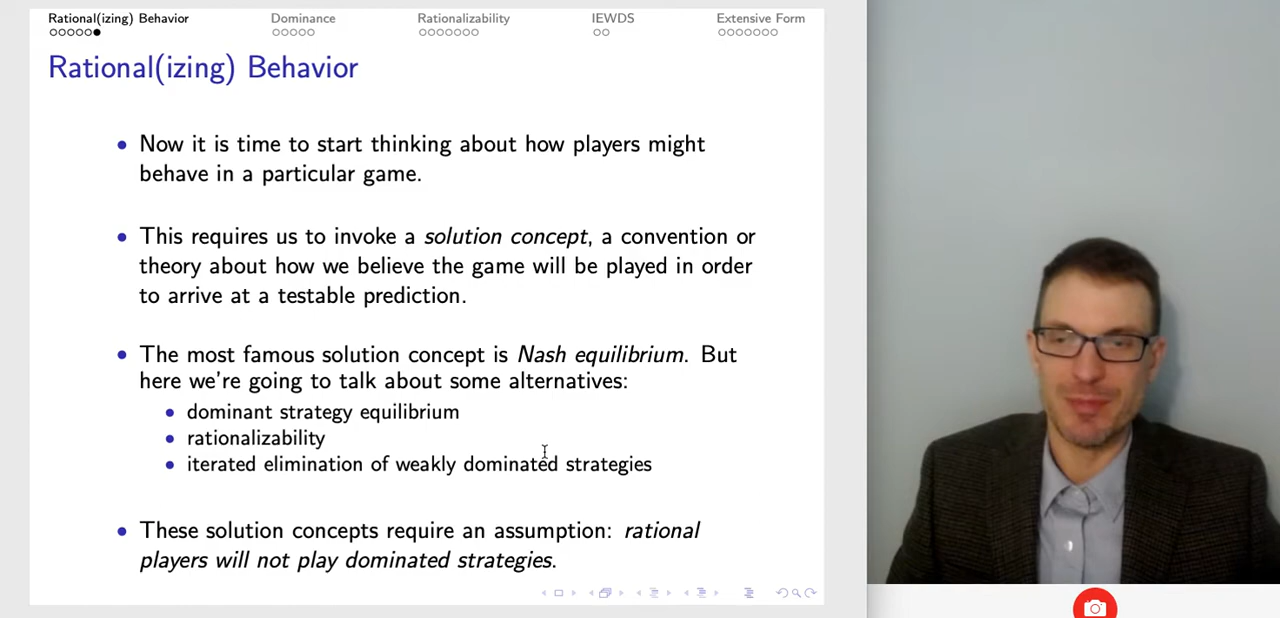 Rational(izing) Behavior Dominance Rationalizability IEWDS Extensive Form
Rational(izing) Behavior
• Now it is time to start thinking about how players might
behave in a particular game.
• This requires us to invoke a solution concept, a convention or
theory about how we believe the game will be played in order
to arrive at a testable prediction.
• The most famous solution concept is Nash equilibrium. But
here we're going to talk about some alternatives:
• dominant strategy equilibrium
• rationalizability
• iterated elimination of weakly dominated strategies
• These solution concepts require an assumption: rational
players will not play dominated strategies.